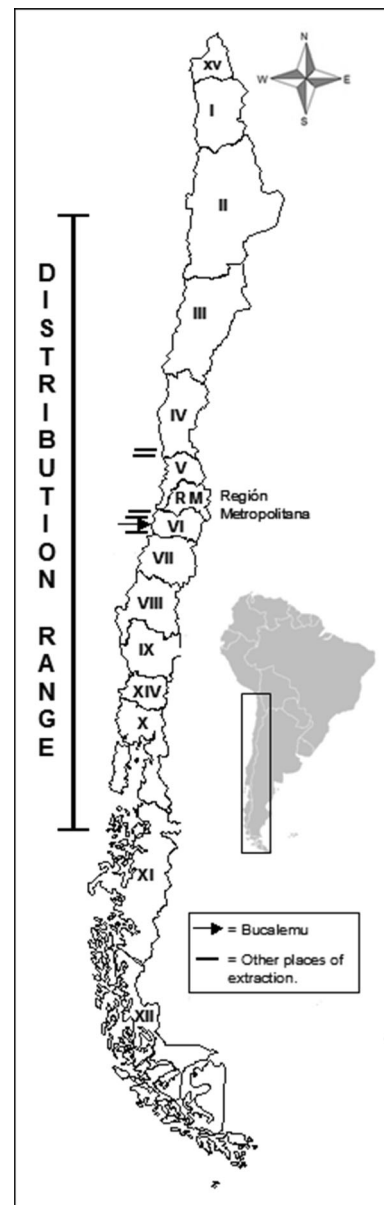 N
W E
S
XV
I
II
III
IV
V
R M
Región
Metropolitana
VI
VII
VIII
IX
XIV
X
XI
XII
DISTRIBUTION RANGE
= Bucalemu
= Other places of
extraction.